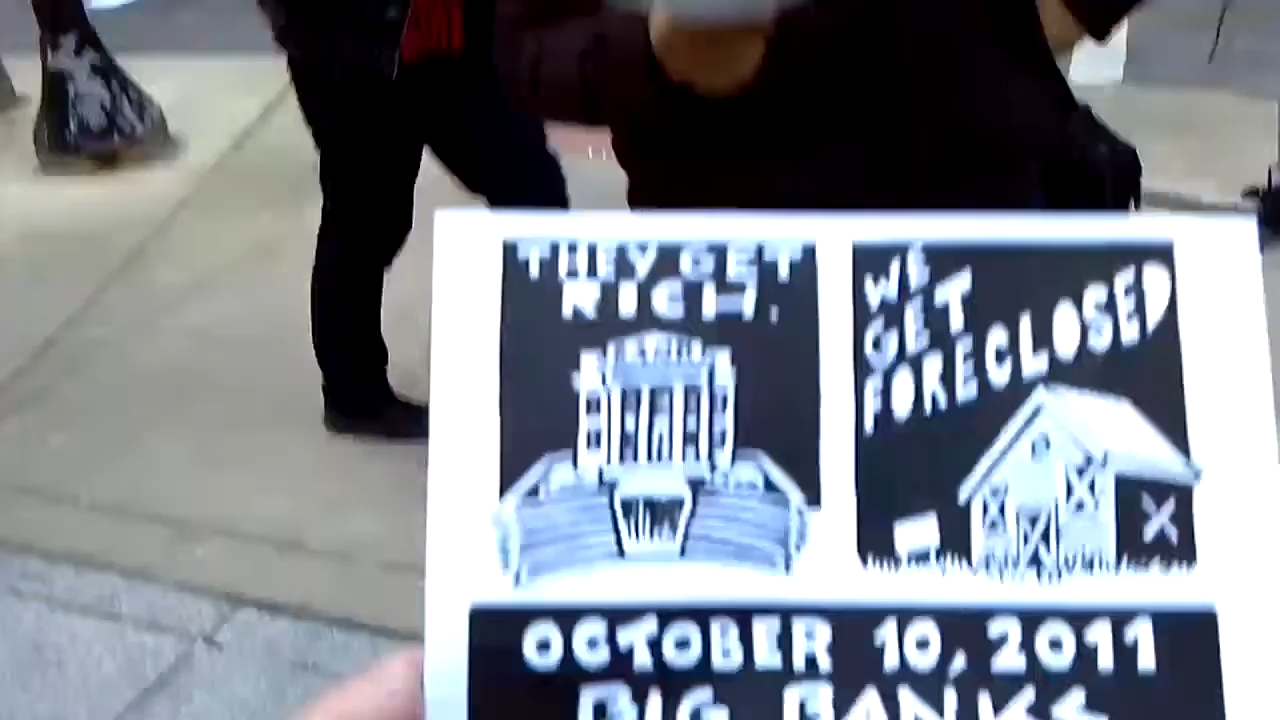 THEY GET
RICH.
WE
GET
FORECLOSED
OCTOBER 10, 2011
BIG BANKS